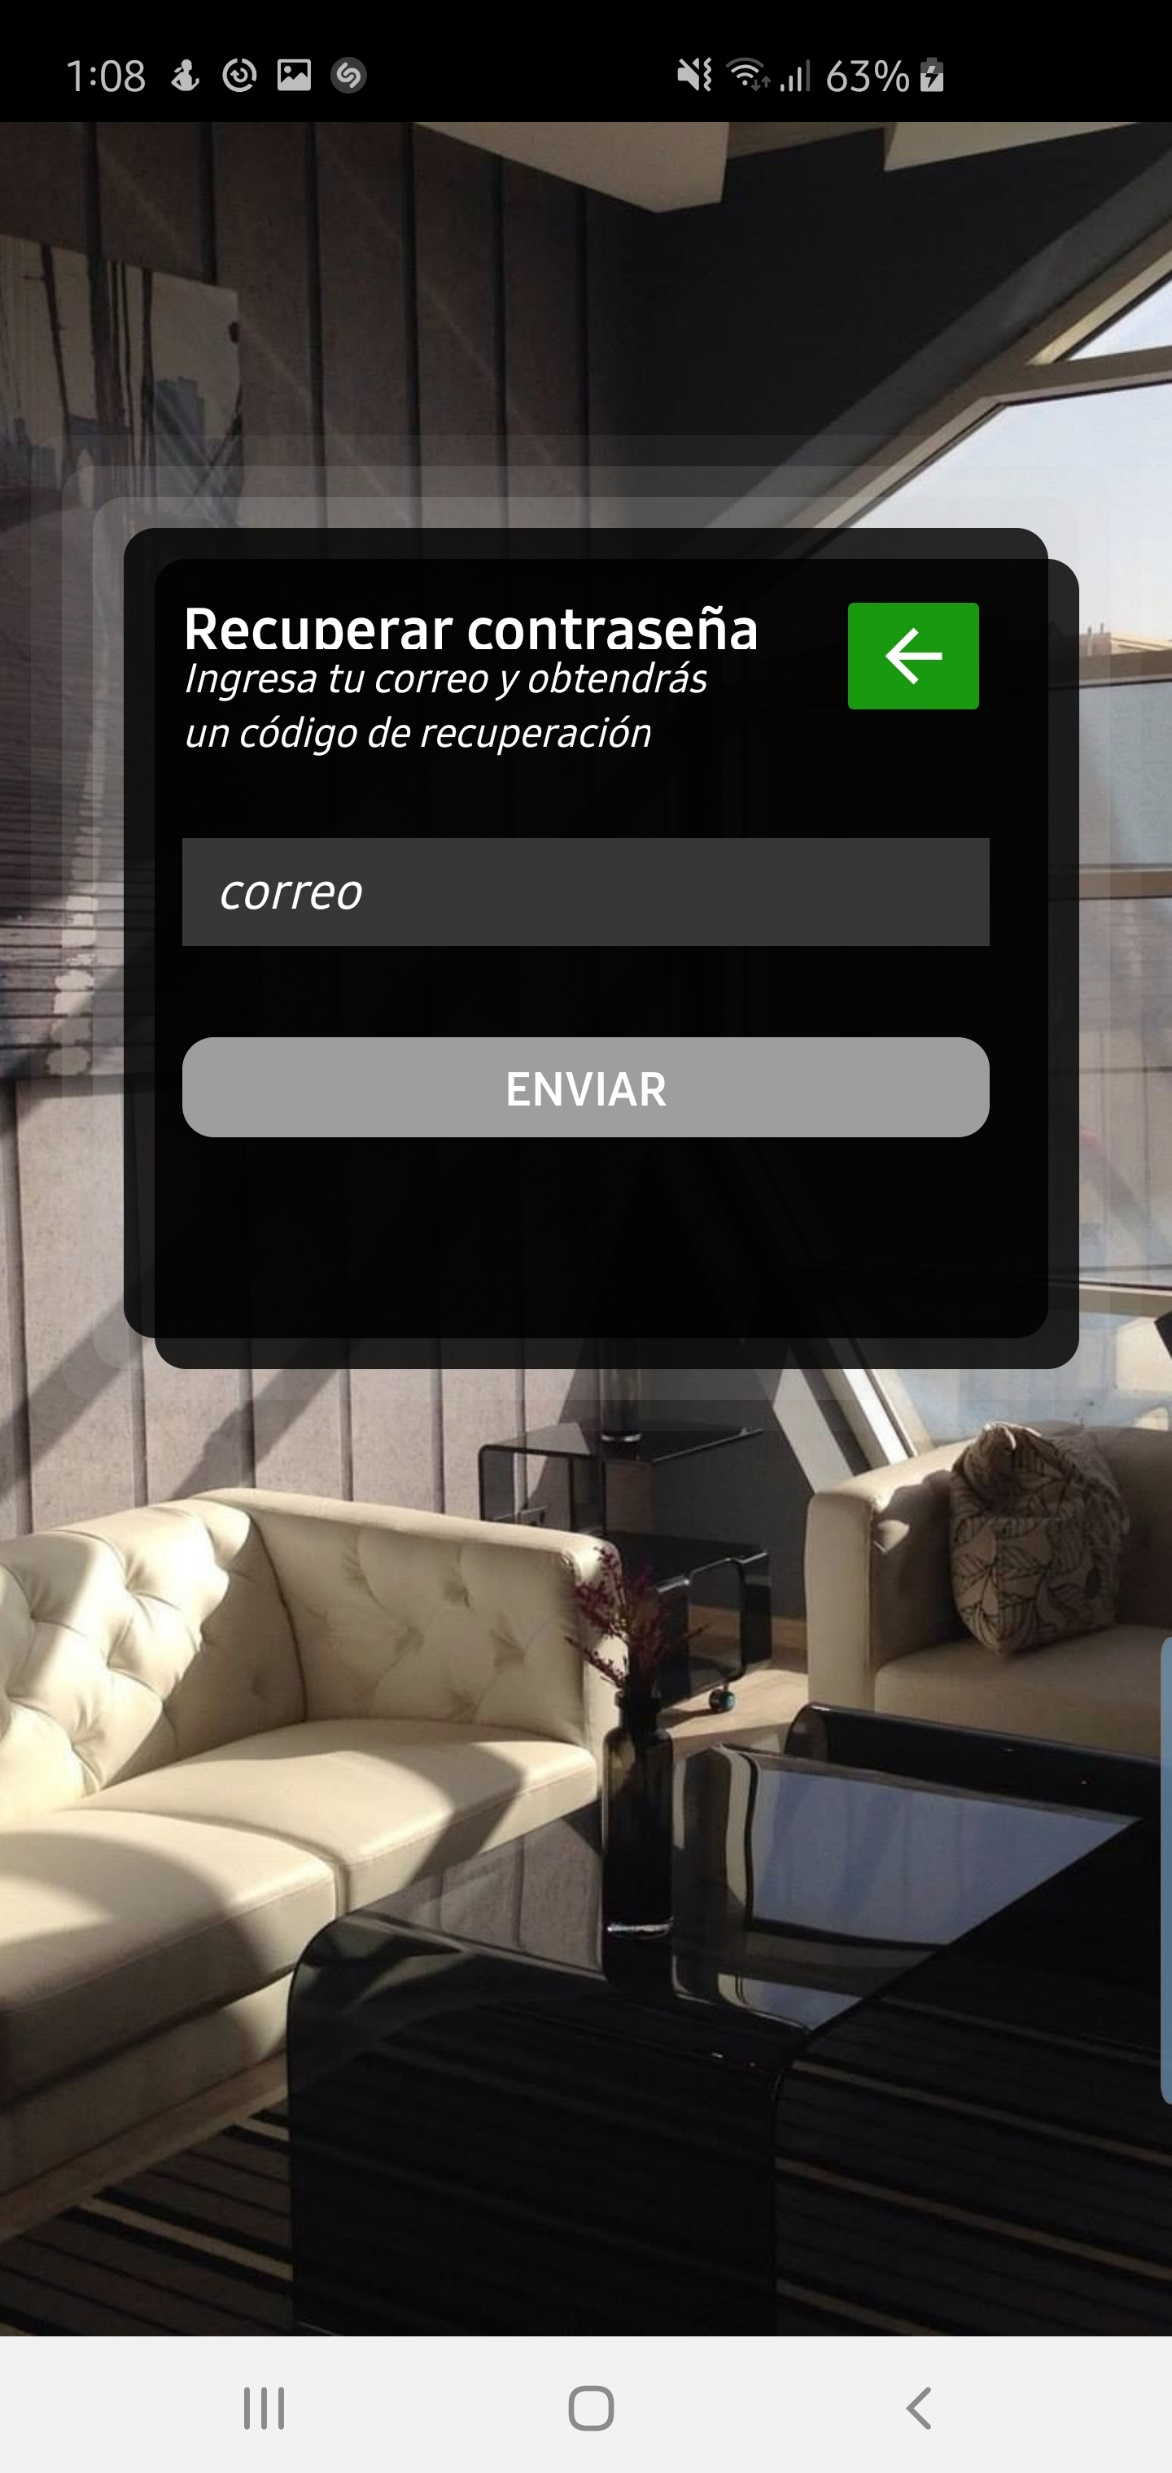 1:08
63%
Recuperar contraseña
Ingresa tu correo y obtendrás
un código de recuperación
correo
ENVIAR